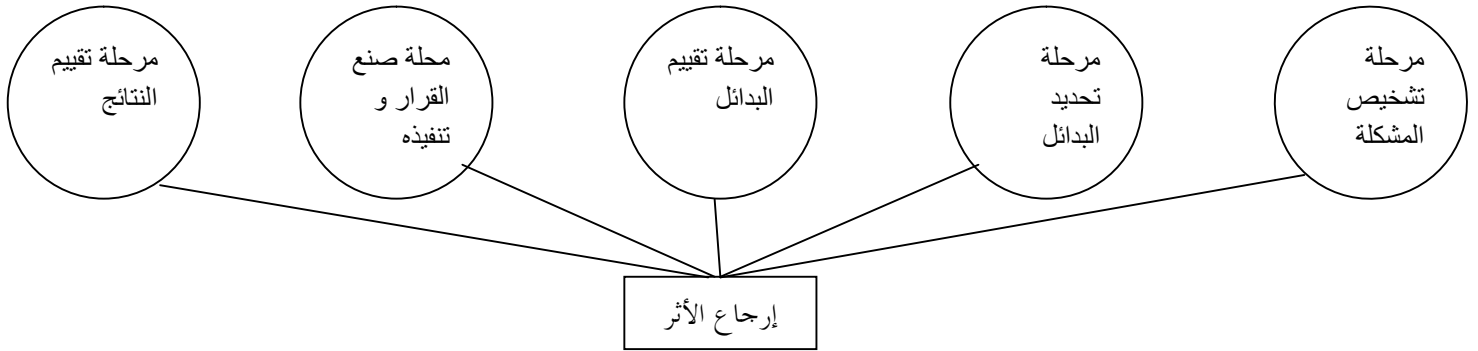 مرحلة
تشخيص
المشكلة
مرحلة
تحديد
البدائل
مرحلة تقييم
البدائل
محلة صنع
القرار و
تنفيذه
مرحلة تقييم
النتائج
إرجاع الأثر